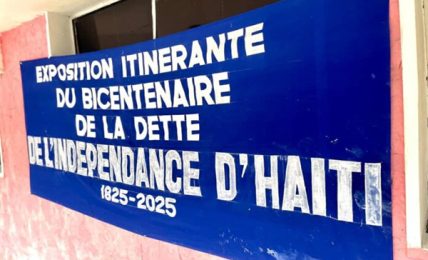 EXPOSITION ITINERANTE
DU BICENTENAIRE
DE LA DETTE
DE L'INDEPENDANCE D'HAITI
1825-2025